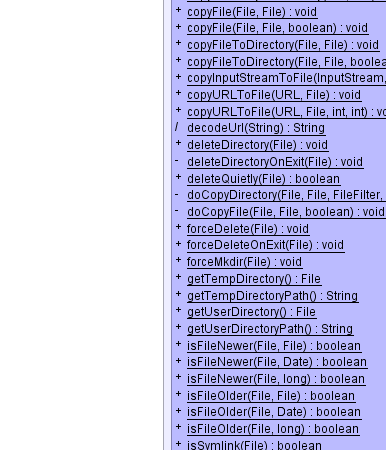 + copyFile(File, File) : void
+ copyFile(File, File, boolean) : void
+ copyFileToDirectory(File, File) : void
+ copyFileToDirectory(File, File, boolea
+ copyInputStreamToFile(InputStream,
+ copyURLToFile(URL, File) : void
+ copyURLToFile(URL, File, int, int) : vo
/ decodeUrl(String) : String
+ deleteDirectory(File) : void
- deleteDirectoryOnExit(File) : void
+ deleteQuietly(File) : boolean
- doCopyDirectory(File, File, FileFilter,
- doCopyFile(File, File, boolean) : void
+ forceDelete(File) : void
+ forceDeleteOnExit(File) : void
+ forceMkdir(File) : void
+ getTempDirectory() : File
+ getTempDirectoryPath() : String
+ getUserDirectory() : File
+ getUserDirectoryPath() : String
+ isFileNewer(File, File) : boolean
+ isFileNewer(File, Date) : boolean
+ isFileNewer(File, long) : boolean
+ isFileOlder(File, File) : boolean
+ isFileOlder(File, Date) : boolean
+ isFileOlder(File, long) : boolean
+ isSymlink(File) : boolean